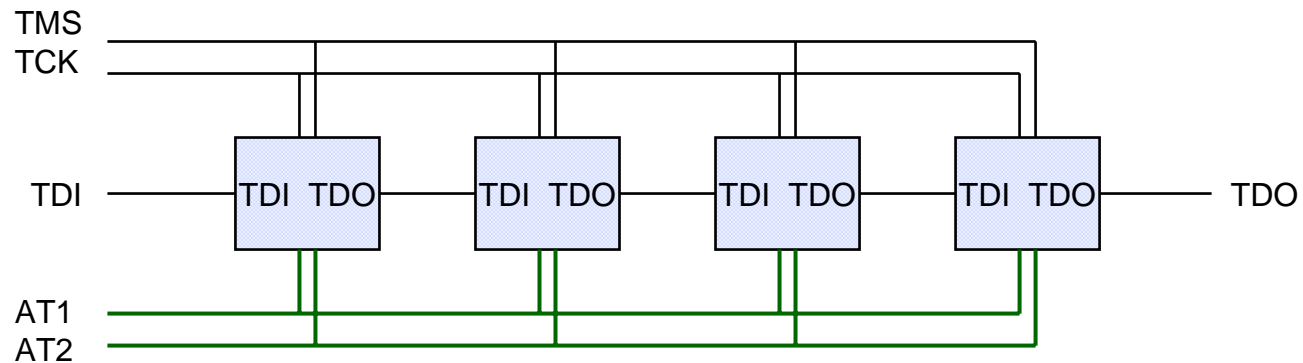 TMS
TCK
TDI TDI TDO TDI TDO TDI TDO TDI TDO TDO
AT1
AT2